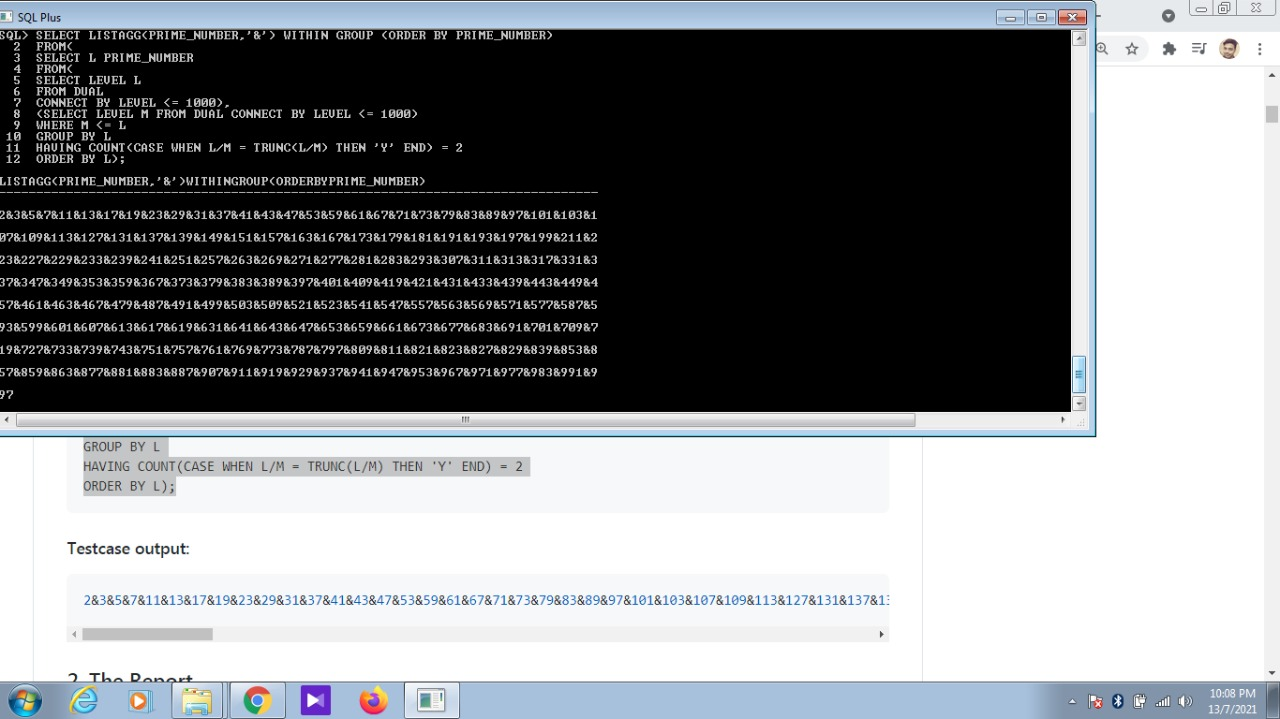 SQL Plus
SQL> SELECT LISTAGG(PRIME_NUMBER,'&') WITHIN GROUP (ORDER BY PRIME_NUMBER)
2 FROM(
3 SELECT L PRIME_NUMBER
4 FROM(
5 SELECT LEVEL L
6 FROM DUAL
7 CONNECT BY LEVEL <= 1000),
8 (SELECT LEVEL M FROM DUAL CONNECT BY LEVEL <= 1000)
9 WHERE M <= L
10 GROUP BY L
11 HAVING COUNT(CASE WHEN L/M = TRUNC(L/M) THEN 'Y' END) = 2
12 ORDER BY L);
LISTAGG(PRIME_NUMBER,'&')WITHINGROUP(ORDERBYPRIME_NUMBER)
--------------------------------------------------------------------------------
2&3&5&7&11&13&17&19&23&29&31&37&41&43&47&53&59&61&67&71&73&79&83&89&97&101&103&1
07&109&113&127&131&137&139&149&151&157&163&167&173&179&181&191&193&197&199&211&2
23&227&229&233&239&241&251&257&263&269&271&277&281&283&293&307&311&313&317&331&3
37&347&349&353&359&367&373&379&383&389&397&401&409&419&421&431&433&439&443&449&4
57&461&463&467&479&487&491&499&503&509&521&523&541&547&557&563&569&571&577&587&5
93&599&601&607&613&617&619&631&641&643&647&653&659&661&673&677&683&691&701&709&7
19&727&733&739&743&751&757&761&769&773&787&797&809&811&821&823&827&829&839&853&8
57&859&863&877&881&883&887&907&911&919&929&937&941&947&953&967&971&977&983&991&9
97
GROUP BY L
HAVING COUNT(CASE WHEN L/M = TRUNC(L/M) THEN 'Y' END) = 2
ORDER BY L);
Testcase output:
2&3&5&7&11&13&17&19&23&29&31&37&41&43&47&53&59&61&67&71&73&79&83&89&97&101&103&107&109&113&127&131&137&13
2. The Report
10:08 PM
13/7/2021